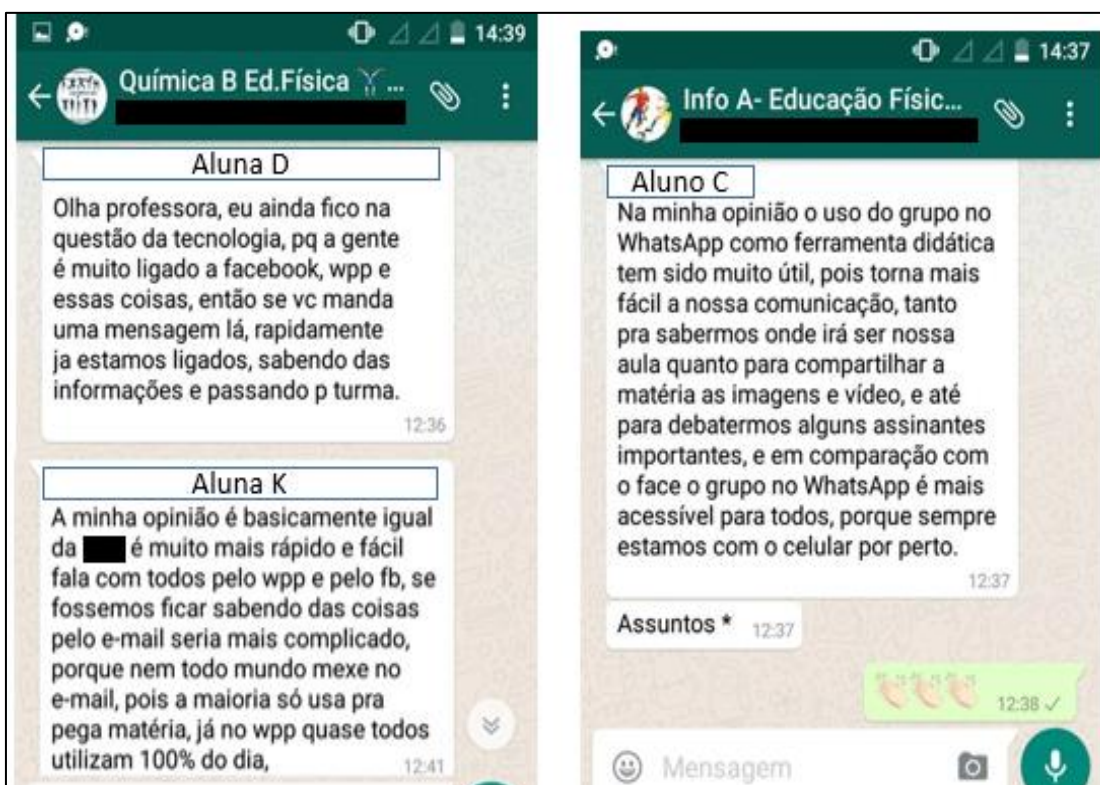 14:39
Química B Ed.Física ...
Aluna D
Olha professora, eu ainda fico na
questão da tecnologia, pq a gente
é muito ligado a facebook, wpp e
essas coisas, então se vc manda
uma mensagem lá, rapidamente
ja estamos ligados, sabendo das
informações e passando p turma.
12:36
Aluna K
A minha opinião é basicamente igual
da é muito mais rápido e fácil
fala com todos pelo wpp e pelo fb, se
fossemos ficar sabendo das coisas
pelo e-mail seria mais complicado,
porque nem todo mundo mexe no
e-mail, pois a maioria só usa pra
pega matéria, já no wpp quase todos
utilizam 100% do dia,
12:41
14:37
Info A- Educação Físic...
Aluno C
Na minha opinião o uso do grupo no
WhatsApp como ferramenta didática
tem sido muito útil, pois torna mais
fácil a nossa comunicação, tanto
pra sabermos onde irá ser nossa
aula quanto para compartilhar a
matéria as imagens e vídeo, e até
para debatermos alguns assinantes
importantes, e em comparação com
o face o grupo no WhatsApp é mais
acessível para todos, porque sempre
estamos com o celular por perto.
12:37
Assuntos * 12:37
12:38
Mensagem